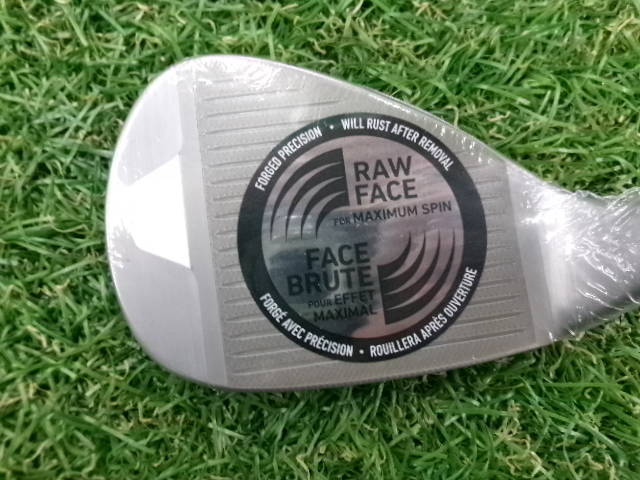 FORGED PRECISION • WILL RUST AFTER REMOVAL
RAW
FACE
FOR MAXIMUM SPIN
FACE
BRUTE
POUR EFFET
MAXIMAL
FORGÉ AVEC PRÉCISION • ROUILLERA APRÈS OUVERTURE